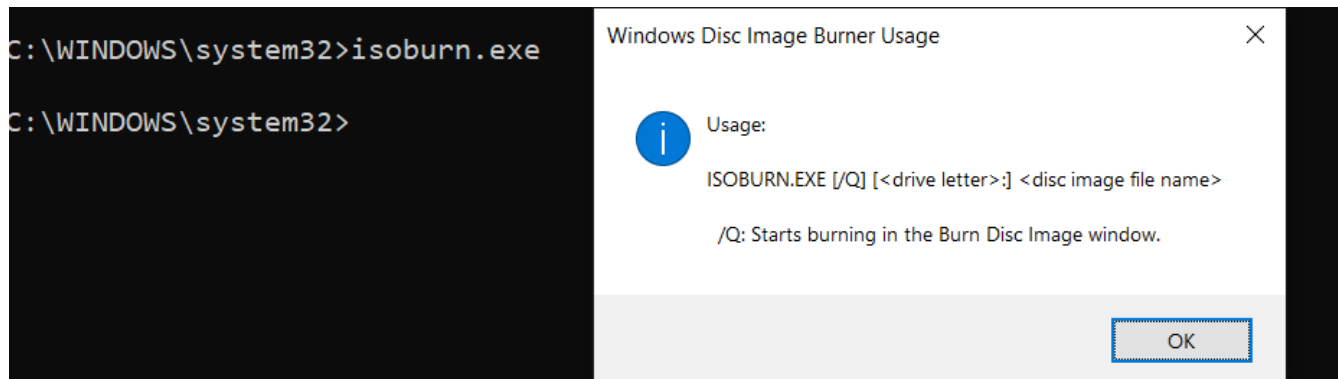 C:\WINDOWS\system32>isoburn.exe
C:\WINDOWS\system32>
Windows Disc Image Burner Usage
Usage:
ISOBURN.EXE [/Q] [<drive letter>:] <disc image file name>
/Q: Starts burning in the Burn Disc Image window.
OK